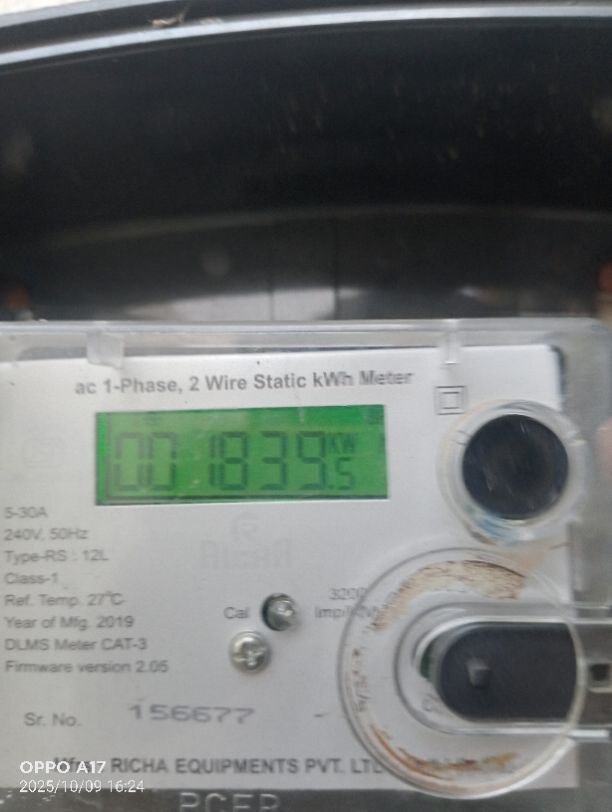 ac 1-Phase, 2 Wire Static kWh Meter
001839.5 KW
5-30A
240V, 50Hz
Type-RS : 12L
Class-1
Ref. Temp. 27°C
Year of Mfg. 2019
DLMS Meter CAT-3
Firmware version 2.05
Cal
3200
Sr. No. 156677
RICHA EQUIPMENTS PVT. LTD
OPPO A17
2025/10/09 16:24